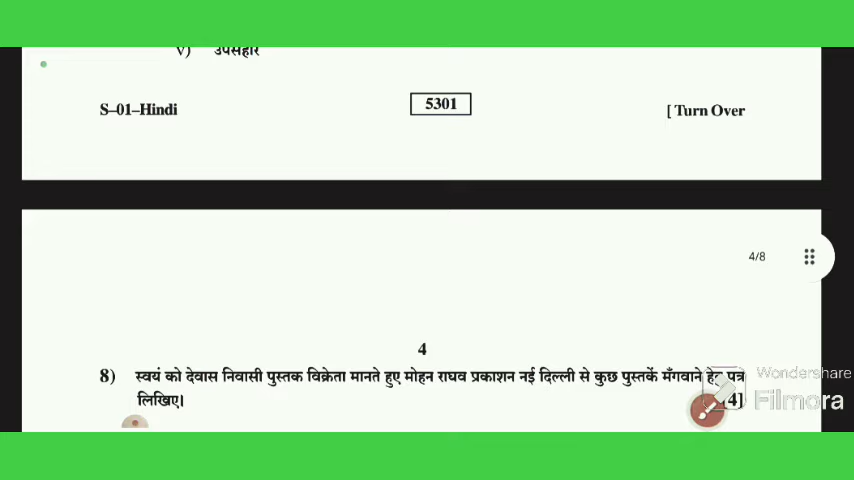 v) उपसंहार
S–01–Hindi
5301
[ Turn Over
4/8
4
8) स्वयं को देवास निवासी पुस्तक विक्रेता मानते हुए मोहन राघव प्रकाशन नई दिल्ली से कुछ पुस्तकें मँगवाने हेतु पत्र
लिखिए।
4]
Wondershare
Filmora